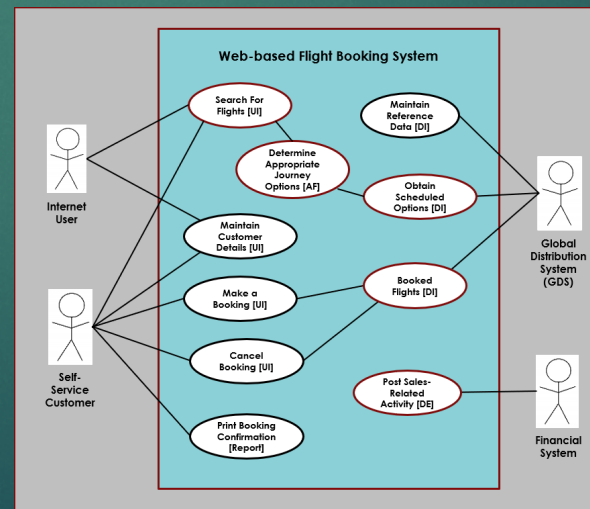 Web-based Flight Booking System
Search For
Flights [UI]
Maintain
Reference
Data [DI]
Determine
Appropriate
Journey
Options [AF]
Obtain
Scheduled
Options [DI]
Internet
User
Maintain
Customer
Details [UI]
Global
Distribution
System
(GDS)
Make a
Booking [UI]
Booked
Flights [DI]
Cancel
Booking [UI]
Self-
Service
Customer
Post Sales-
Related
Activity [DE]
Print Booking
Confirmation
[Report]
Financial
System